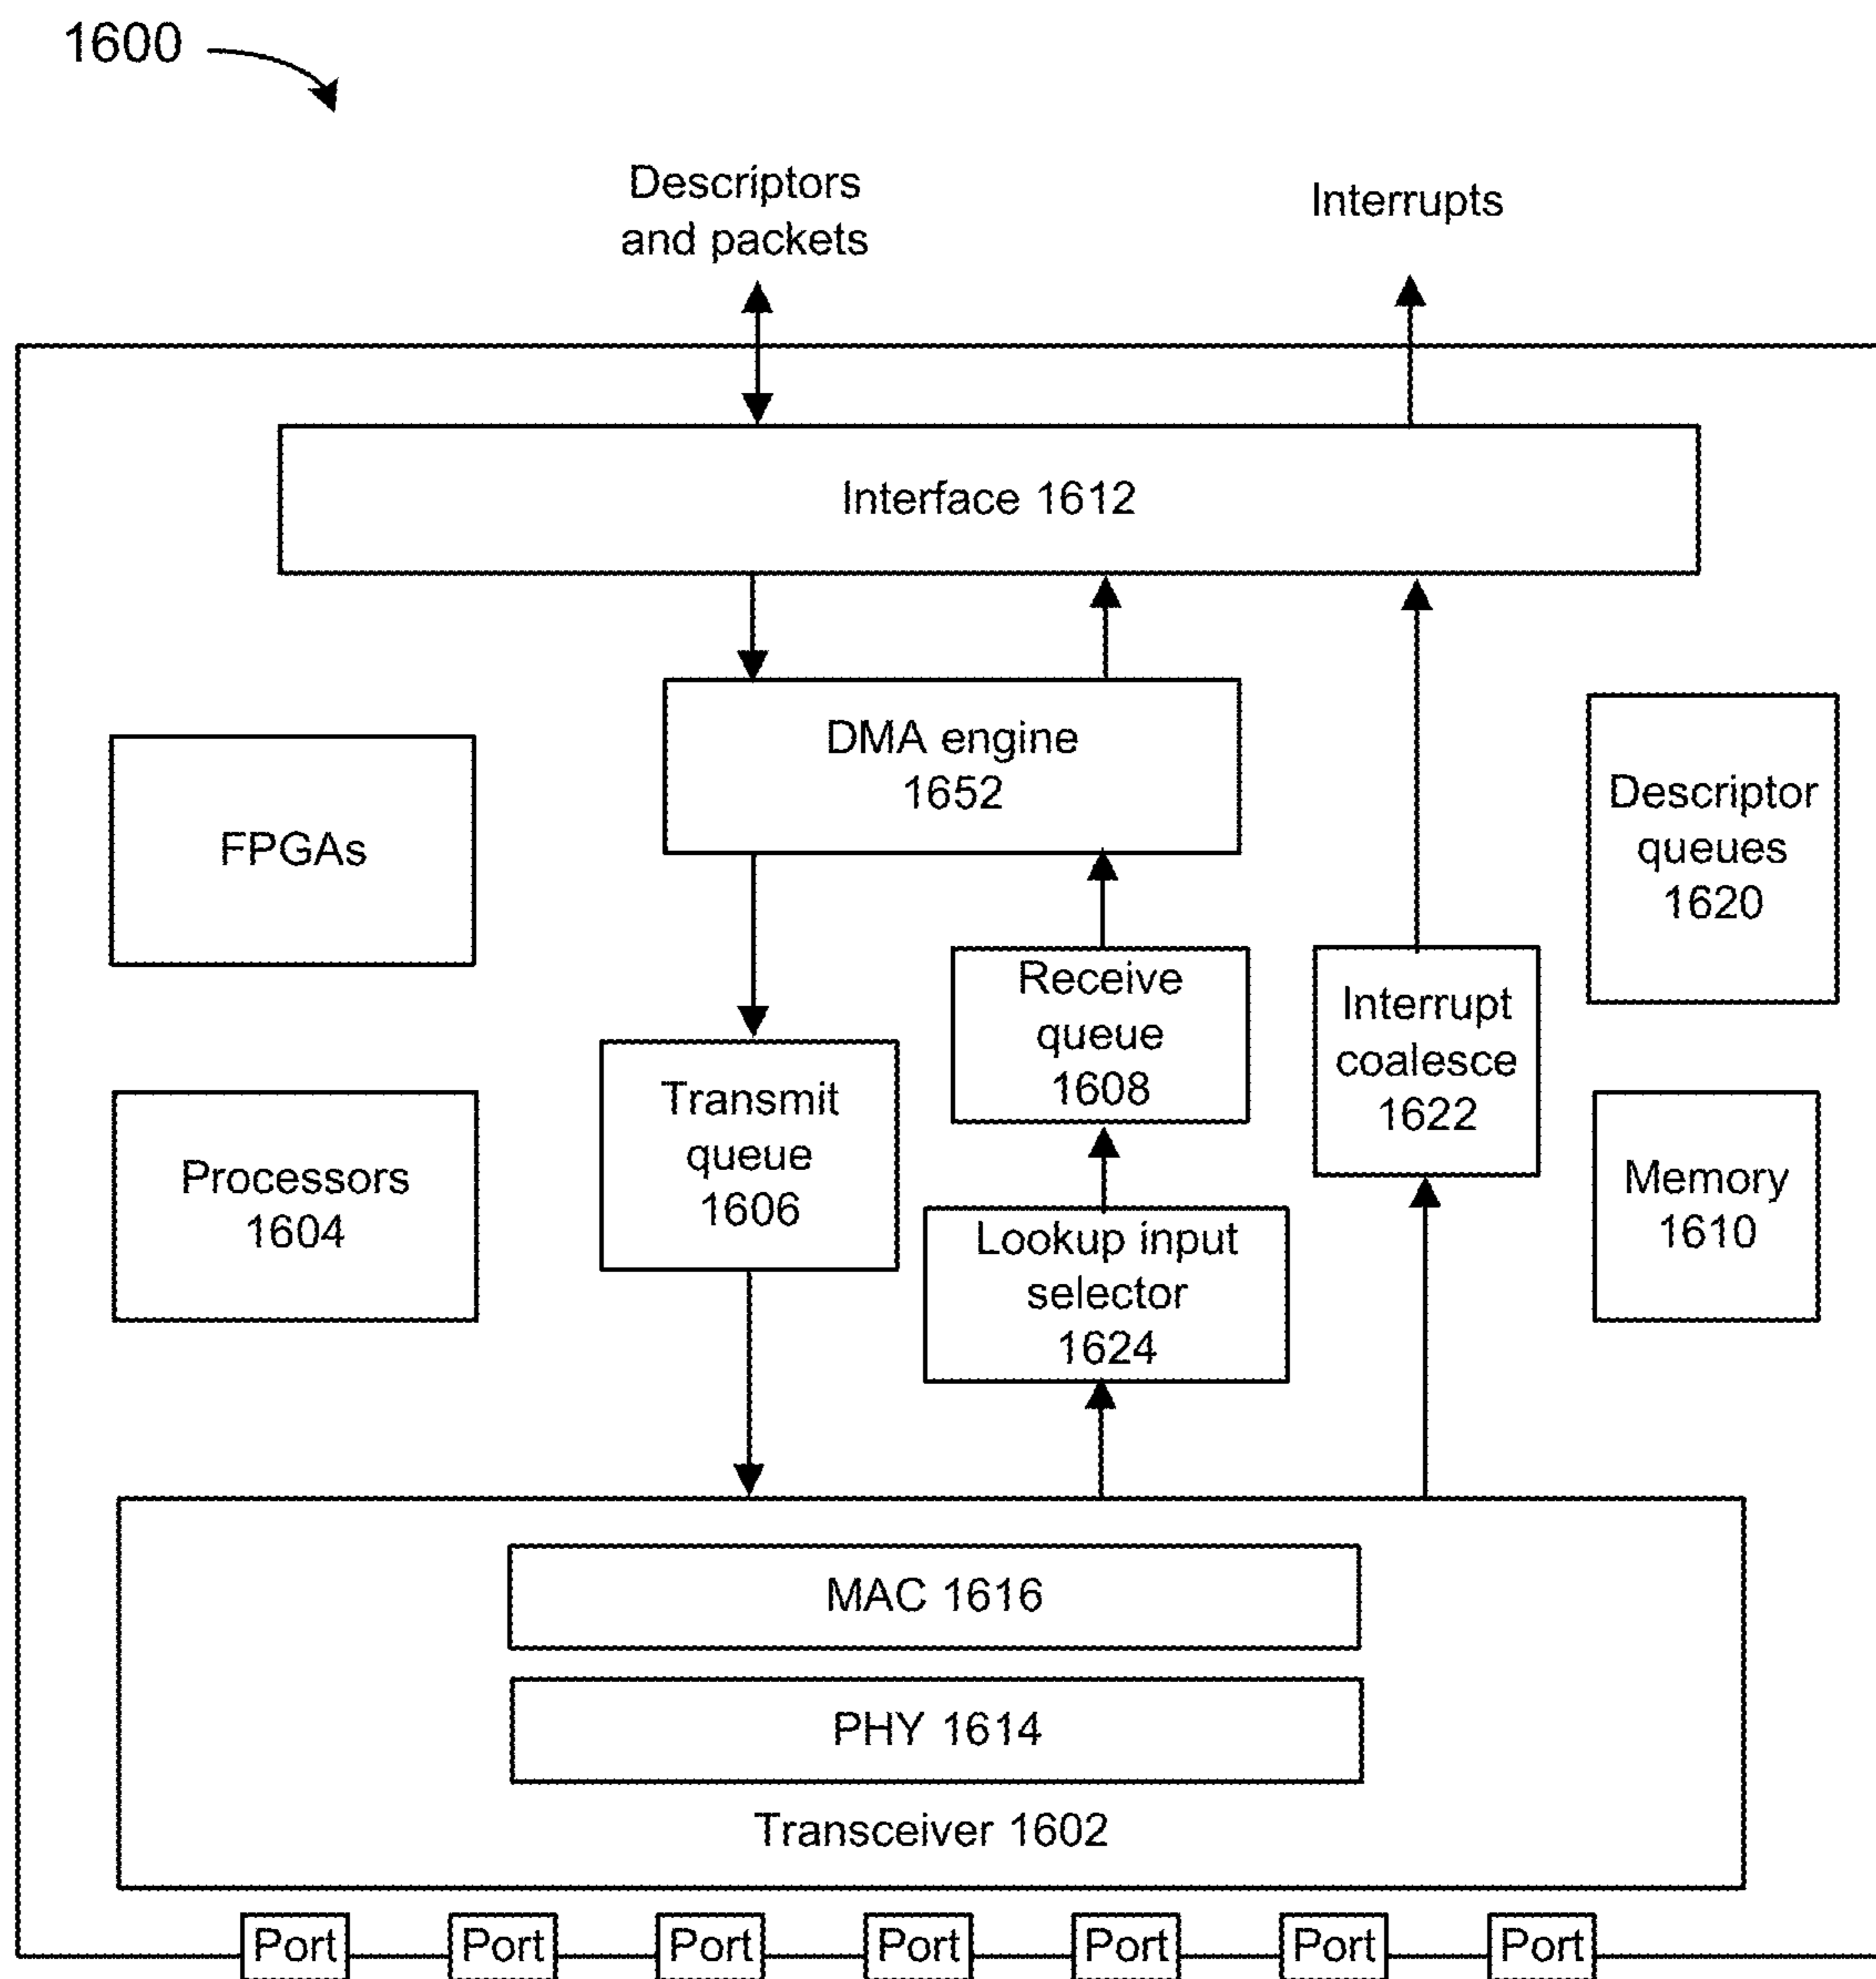 1600
Descriptors
and packets
Interrupts
Interface 1612
DMA engine
1652
FPGAs
Descriptor
queues
1620
Receive
queue
1608
Interrupt
coalesce
1622
Transmit
queue
1606
Processors
1604
Memory
1610
Lookup input
selector
1624
MAC 1616
PHY 1614
Transceiver 1602
Port Port Port Port Port Port Port